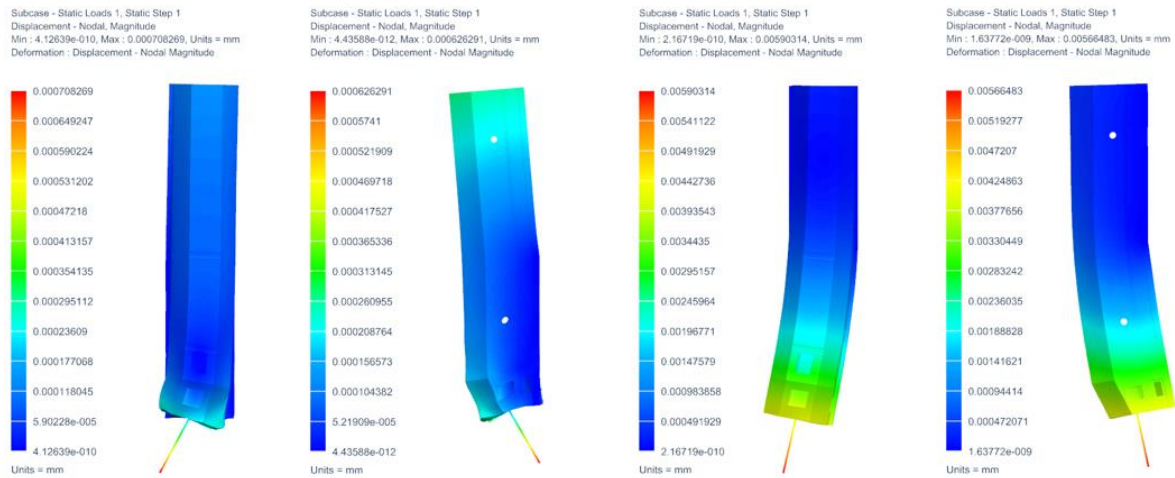 Subcase - Static Loads 1, Static Step 1
Displacement - Nodal, Magnitude
Min : 4.12639e-010, Max : 0.000708269, Units = mm
Deformation : Displacement - Nodal Magnitude
0.000708269
0.000649247
0.000590224
0.000531202
0.00047218
0.000413157
0.000354135
0.000295112
0.00023609
0.000177068
0.000118045
5.90228e-005
4.12639e-010
Units = mm
Subcase - Static Loads 1, Static Step 1
Displacement - Nodal, Magnitude
Min : 4.43588e-012, Max : 0.000626291, Units = mm
Deformation : Displacement - Nodal Magnitude
0.000626291
0.0005741
0.000521909
0.000469718
0.000417527
0.000365336
0.000313145
0.000260955
0.000208764
0.000156573
0.000104382
5.21909e-005
4.43588e-012
Units = mm
Subcase - Static Loads 1, Static Step 1
Displacement - Nodal, Magnitude
Min : 2.16719e-010, Max : 0.00590314, Units = mm
Deformation : Displacement - Nodal Magnitude
0.00590314
0.00541122
0.00491929
0.00442736
0.00393543
0.0034435
0.00295157
0.00245964
0.00196771
0.00147579
0.000983858
0.000491929
2.16719e-010
Units = mm
Subcase - Static Loads 1, Static Step 1
Displacement - Nodal, Magnitude
Min : 1.63772e-009, Max : 0.00566483, Units = mm
Deformation : Displacement - Nodal Magnitude
0.00566483
0.00519277
0.0047207
0.00424863
0.00377656
0.00330449
0.00283242
0.00236035
0.00188828
0.00141621
0.00094414
0.000472071
1.63772e-009
Units = mm